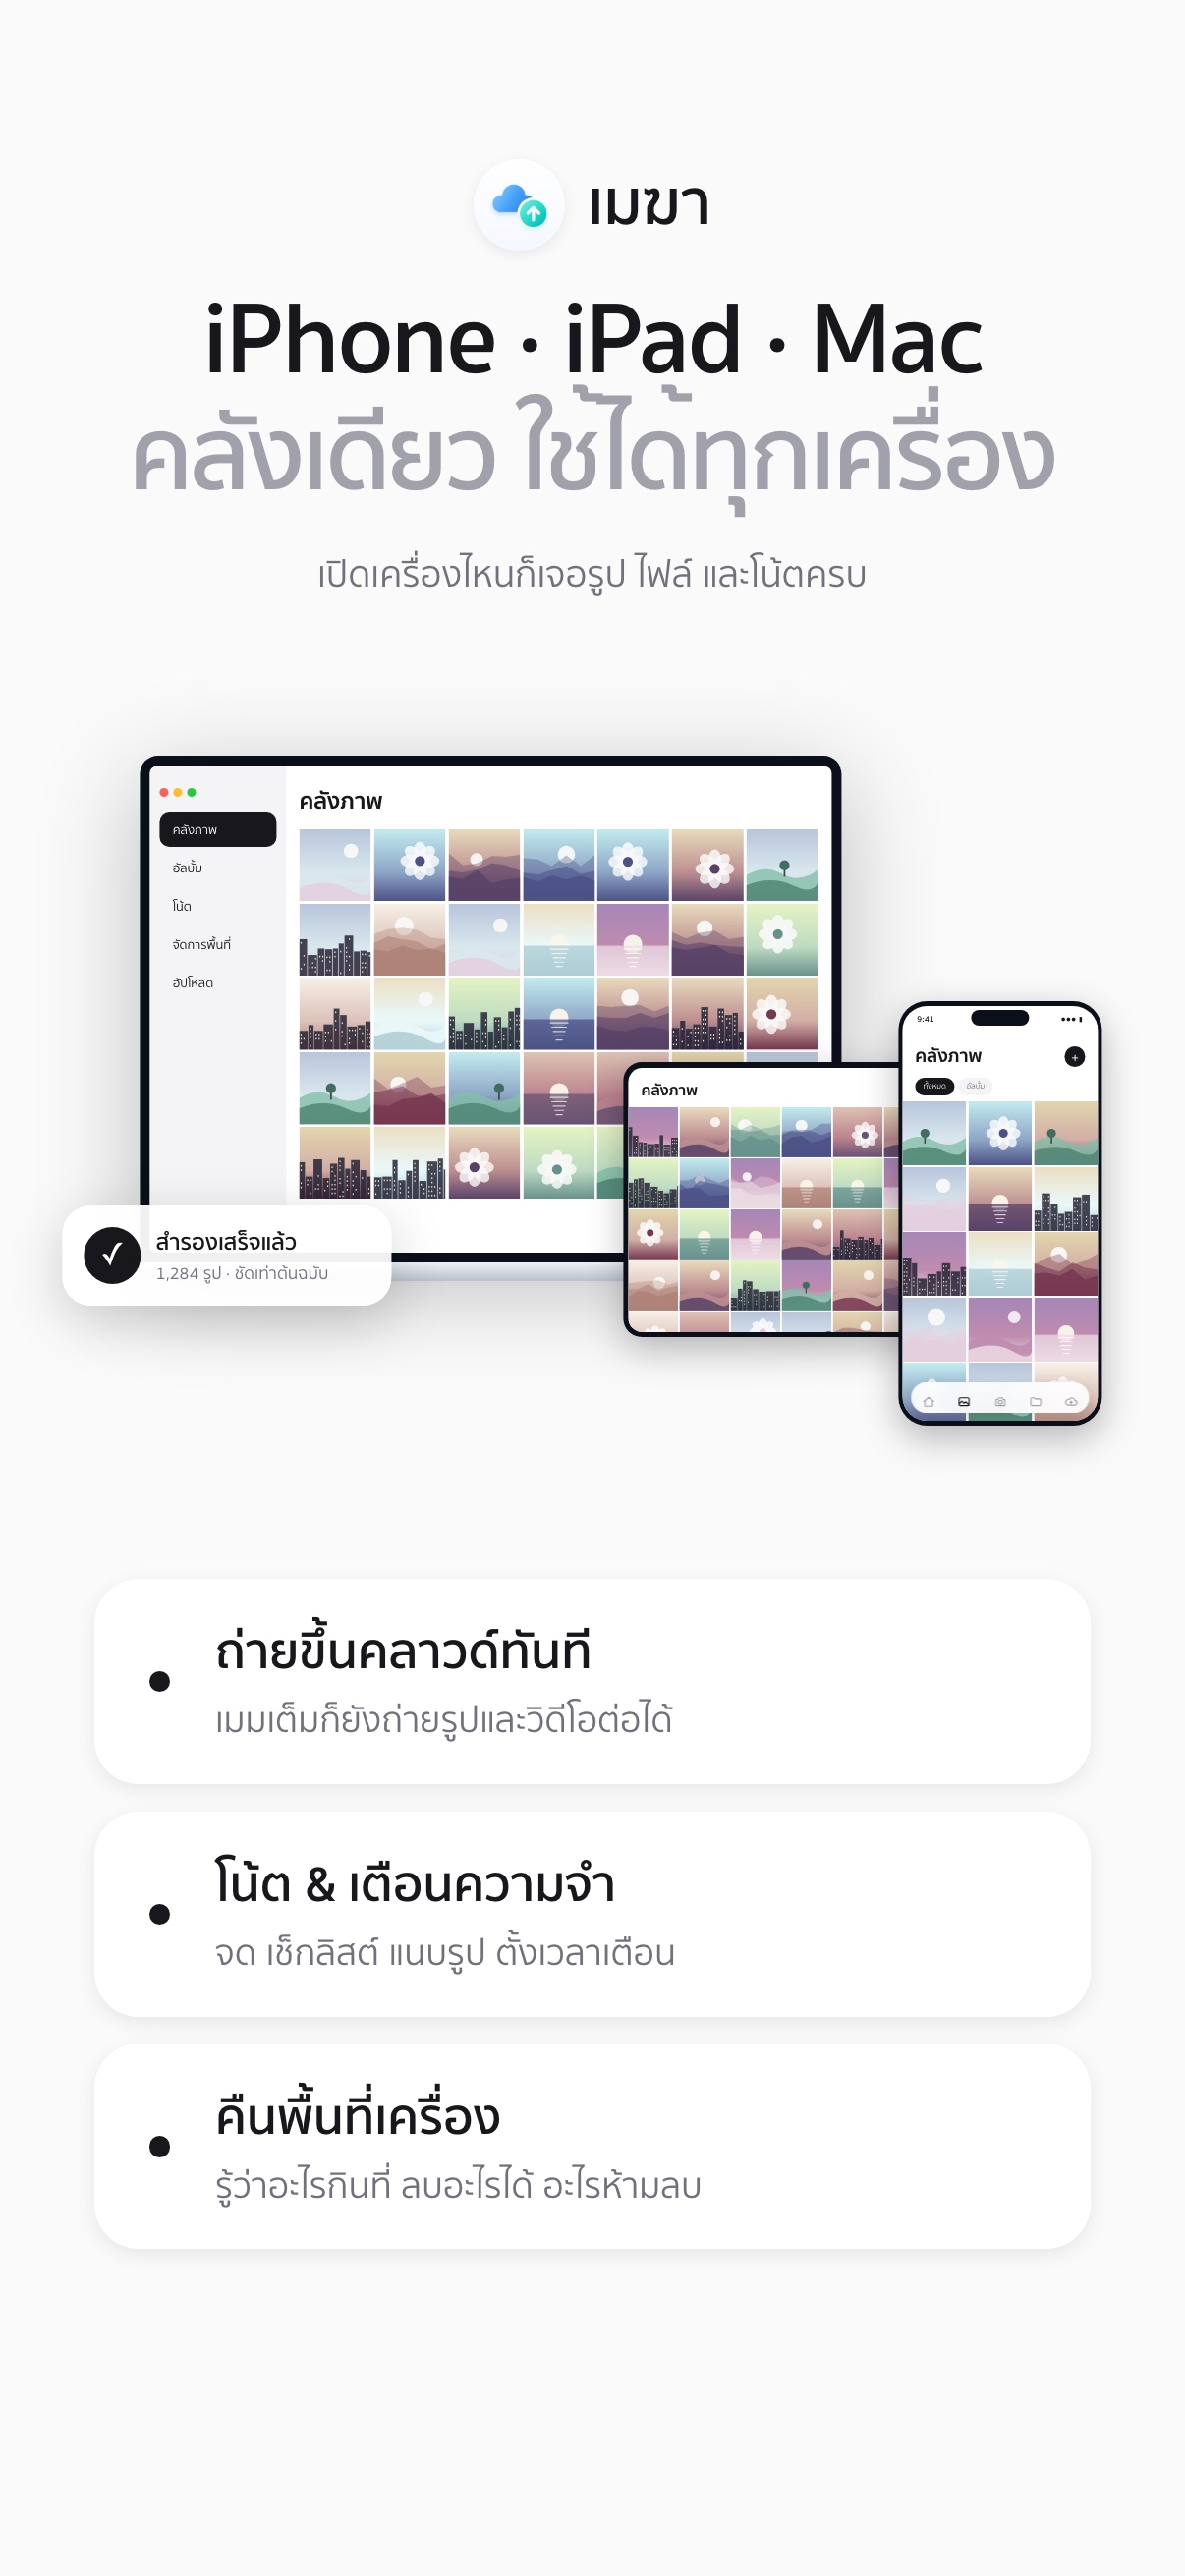 เมฆา
iPhone · iPad · Mac
คลังเดียว ใช้ได้ทุกเครื่อง
เปิดเครื่องไหนก็เจอรูป ไฟล์ และโน้ตครบ
คลังภาพ
อัลบั้ม
โน้ต
จัดการพื้นที่
อัปโหลด
คลังภาพ
สำรองเสร็จแล้ว
1,284 รูป · ชัดเท่าต้นฉบับ
คลังภาพ
9:41
คลังภาพ
ทั้งหมด อัลบั้ม
ถ่ายขึ้นคลาวด์ทันที
เมมเต็มก็ยังถ่ายรูปและวิดีโอต่อได้
โน้ต & เตือนความจำ
จด เช็กลิสต์ แนบรูป ตั้งเวลาเตือน
คืนพื้นที่เครื่อง
รู้ว่าอะไรกินที่ ลบอะไรได้ อะไรห้ามลบ